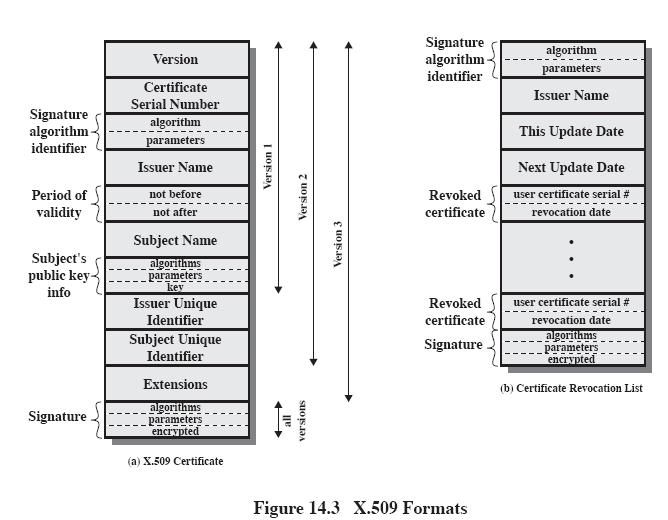 Version
Certificate
Serial Number
Signature
algorithm
identifier
algorithm
parameters
Issuer Name
Period of
validity
not before
not after
Subject Name
Subject's
public key
info
algorithms
parameters
key
Issuer Unique
Identifier
Subject Unique
Identifier
Extensions
Signature
algorithms
parameters
encrypted
Version 1
Version 2
Version 3
all
versions
(a) X.509 Certificate
Signature
algorithm
identifier
algorithm
parameters
Issuer Name
This Update Date
Next Update Date
Revoked
certificate
user certificate serial #
revocation date
Revoked
certificate
user certificate serial #
revocation date
Signature
algorithms
parameters
encrypted
(b) Certificate Revocation List
Figure 14.3 X.509 Formats